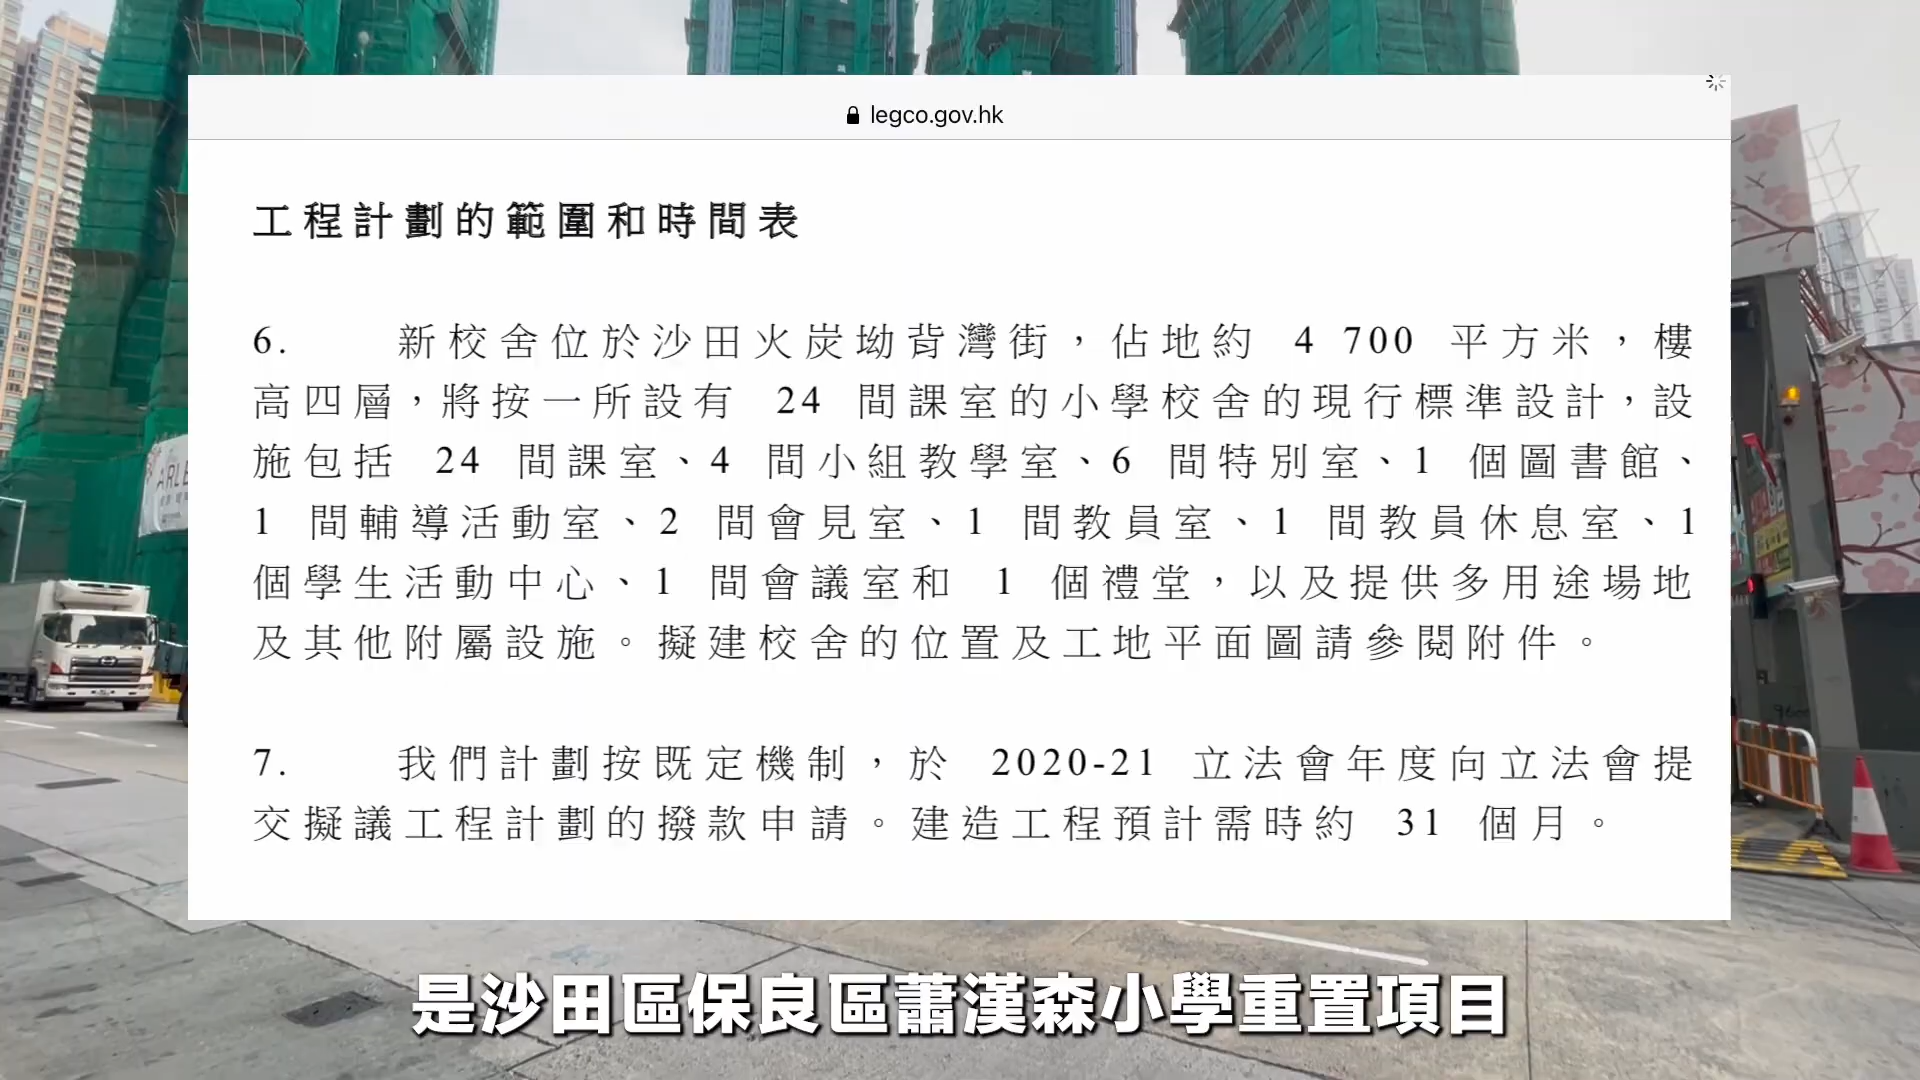 legco.gov.hk
工程計劃的範圍和時間表
6. 新校舍位於沙田火炭坳背灣街，佔地約 4 700 平方米，樓
高四層，將按一所設有 24 間課室的小學校舍的現行標準設計，設
施包括 24 間課室、4 間小組教學室、6 間特別室、1 個圖書館、
1 間輔導活動室、2 間會見室、1 間教員室、1 間教員休息室、1
個學生活動中心、1 間會議室和 1 個禮堂，以及提供多用途場地
及其他附屬設施。擬建校舍的位置及工地平面圖請參閱附件。
7. 我們計劃按既定機制，於 2020-21 立法會年度向立法會提
交擬議工程計劃的撥款申請。建造工程預計需時約 31 個月。
是沙田區保良區蕭漢森小學重置項目